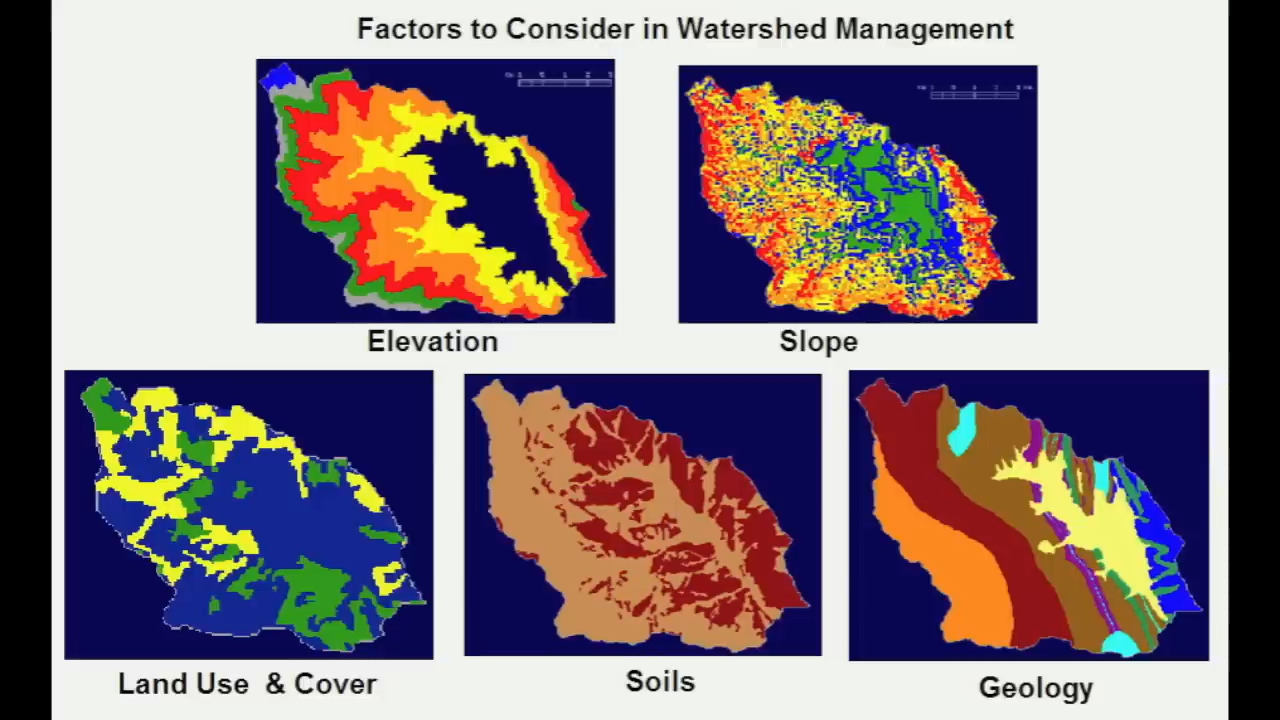 Factors to Consider in Watershed Management
Elevation
Slope
Land Use & Cover
Soils
Geology